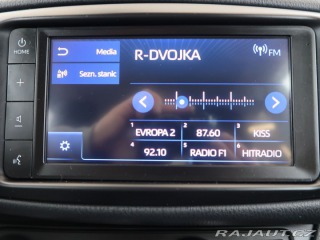 HOME
Media
Sezn. stanic
R-DVOJKA
FM
1 EVROPA 2
2 87.60
3 KISS
4 92.10
5 RADIO F1
6 HITRADIO
RAJAUT.CZ